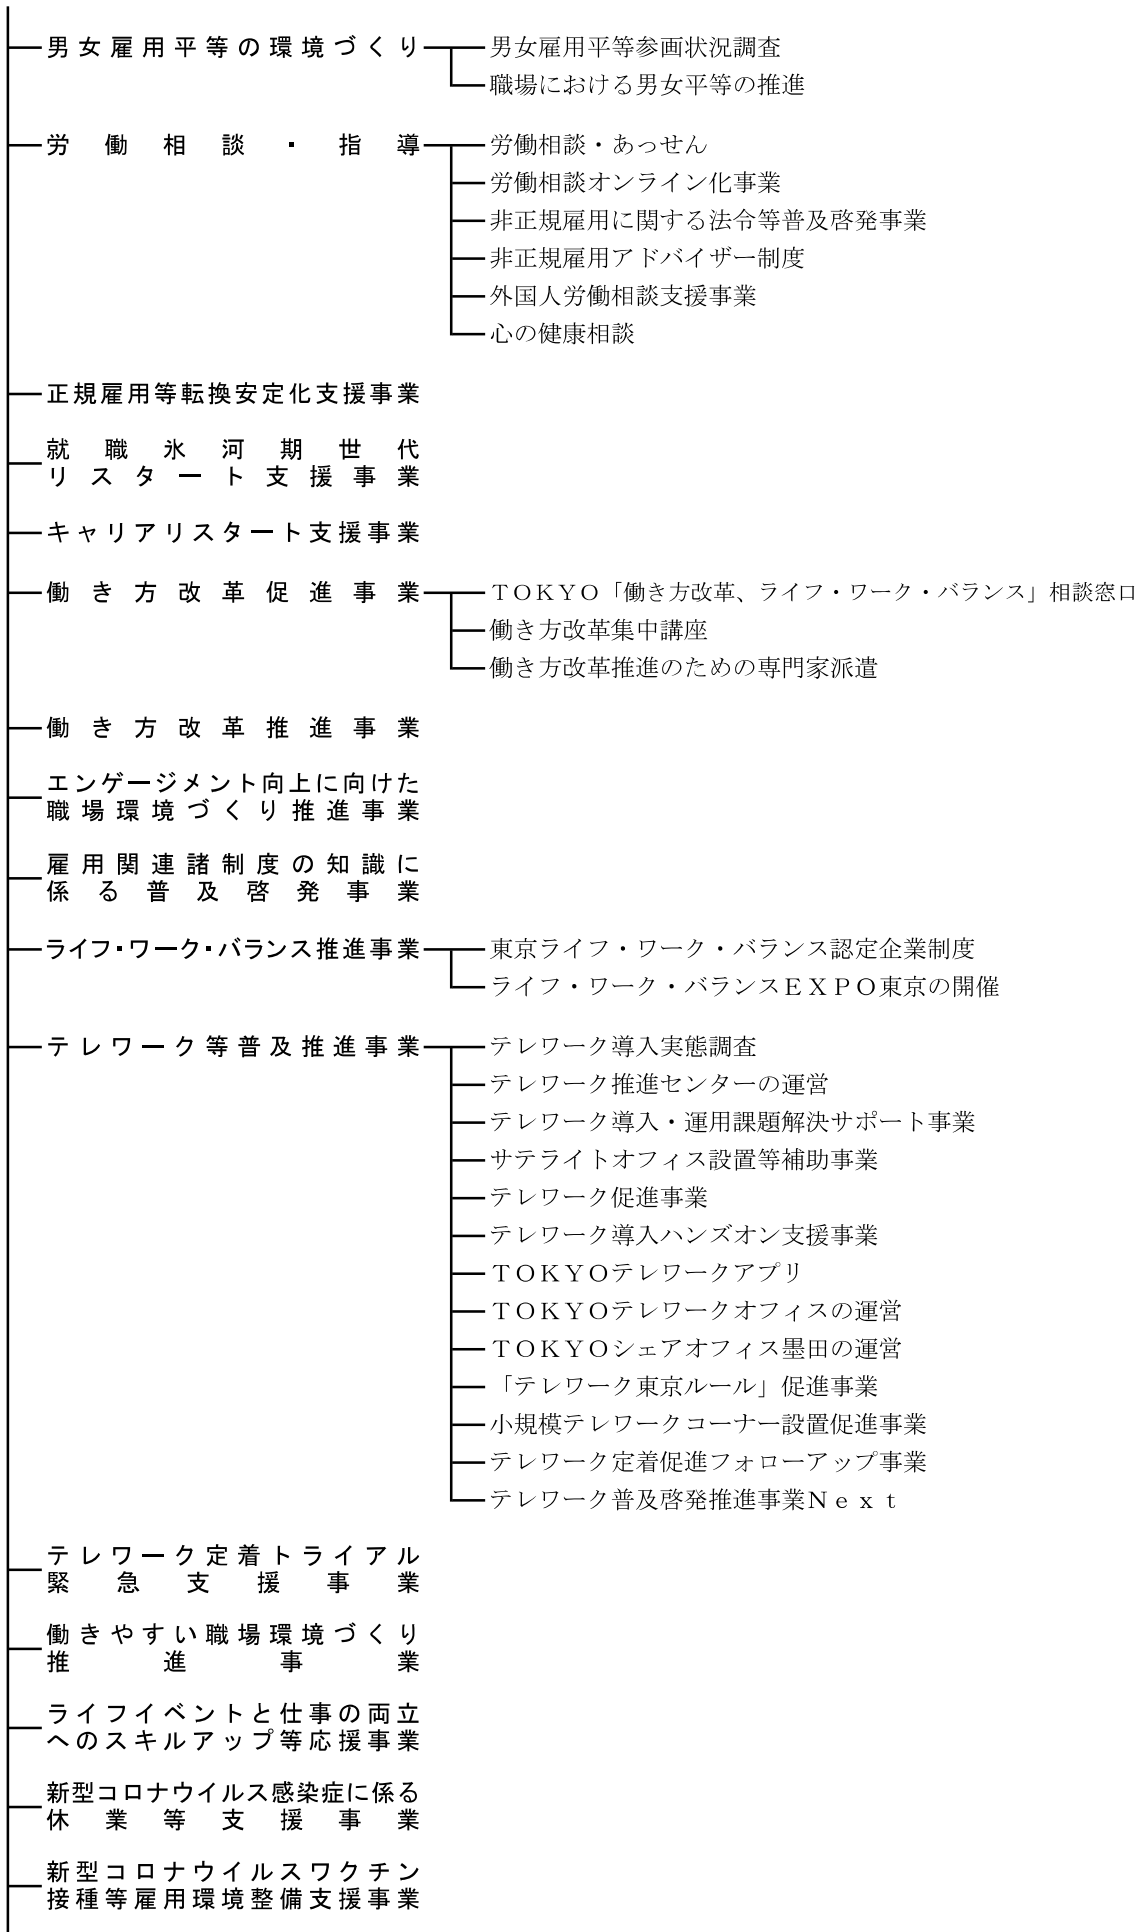 男女雇用平等の環境づくり
男女雇用平等参画状況調査
職場における男女平等の推進
労働相談・指導
労働相談・あっせん
労働相談オンライン化事業
非正規雇用に関する法令等普及啓発事業
非正規雇用アドバイザー制度
外国人労働相談支援事業
心の健康相談
正規雇用等転換安定化支援事業
就職氷河期世代
リスタート支援事業
キャリアリスタート支援事業
働き方改革促進事業
TOKYO「働き方改革、ライフ・ワーク・バランス」相談窓口
働き方改革集中講座
働き方改革推進のための専門家派遣
働き方改革推進事業
エンゲージメント向上に向けた
職場環境づくり推進事業
雇用関連諸制度の知識に
係る普及啓発事業
ライフ・ワーク・バランス推進事業
東京ライフ・ワーク・バランス認定企業制度
ライフ・ワーク・バランスEXPO東京の開催
テレワーク等普及推進事業
テレワーク導入実態調査
テレワーク推進センターの運営
テレワーク導入・運用課題解決サポート事業
サテライトオフィス設置等補助事業
テレワーク促進事業
テレワーク導入ハンズオン支援事業
TOKYOテレワークアプリ
TOKYOテレワークオフィスの運営
TOKYOシェアオフィス墨田の運営
「テレワーク東京ルール」促進事業
小規模テレワークコーナー設置促進事業
テレワーク定着促進フォローアップ事業
テレワーク普及啓発推進事業Next
テレワーク定着トライアル
緊急支援事業
働きやすい職場環境づくり
推進事業
ライフイベントと仕事の両立
へのスキルアップ等応援事業
新型コロナウイルス感染症に係る
休業等支援事業
新型コロナウイルスワクチン
接種等雇用環境整備支援事業